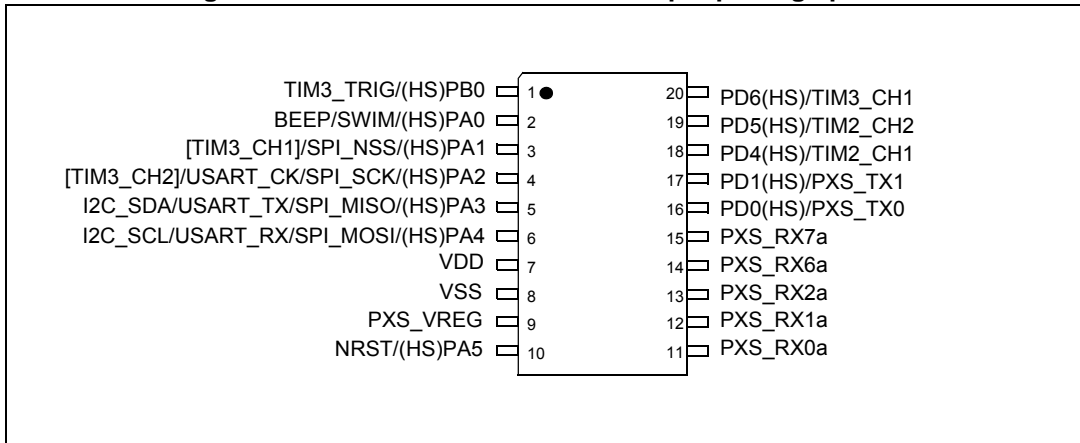 TIM3_TRIG/(HS)PB0 1 20 PD6(HS)/TIM3_CH1
BEEP/SWIM/(HS)PA0 2 19 PD5(HS)/TIM2_CH2
[TIM3_CH1]/SPI_NSS/(HS)PA1 3 18 PD4(HS)/TIM2_CH1
[TIM3_CH2]/USART_CK/SPI_SCK/(HS)PA2 4 17 PD1(HS)/PXS_TX1
I2C_SDA/USART_TX/SPI_MISO/(HS)PA3 5 16 PD0(HS)/PXS_TX0
I2C_SCL/USART_RX/SPI_MOSI/(HS)PA4 6 15 PXS_RX7a
VDD 7 14 PXS_RX6a
VSS 8 13 PXS_RX2a
PXS_VREG 9 12 PXS_RX1a
NRST/(HS)PA5 10 11 PXS_RX0a